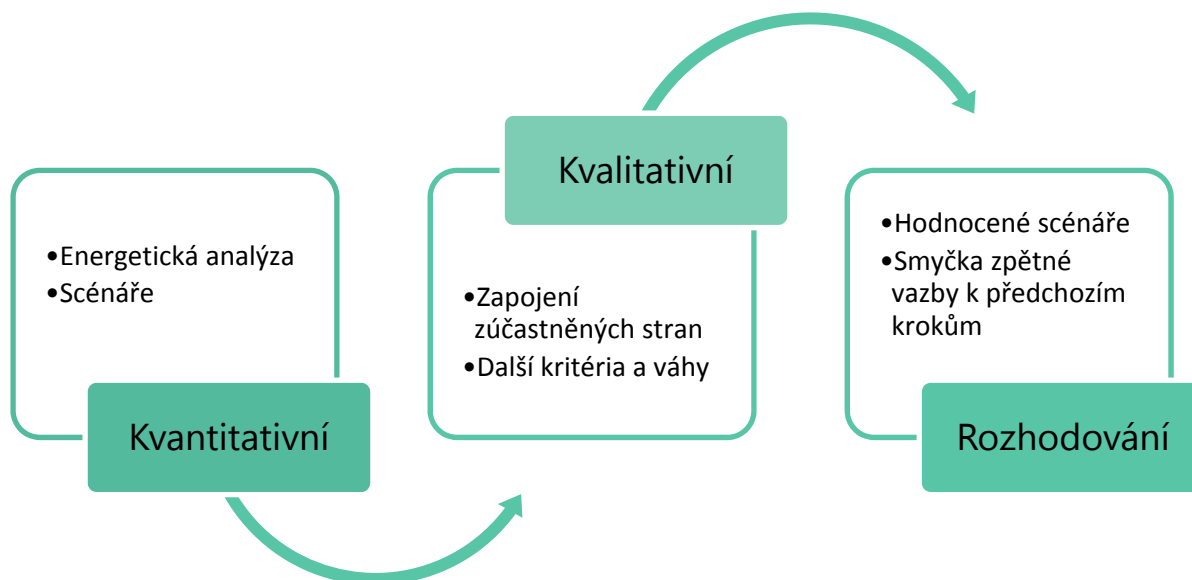 •Energetická analýza
•Scénáře
Kvantitativní
Kvalitativní
•Zapojení
zúčastněných stran
•Další kritéria a váhy
•Hodnocené scénáře
•Smyčka zpětné
vazby k předchozím
krokům
Rozhodování